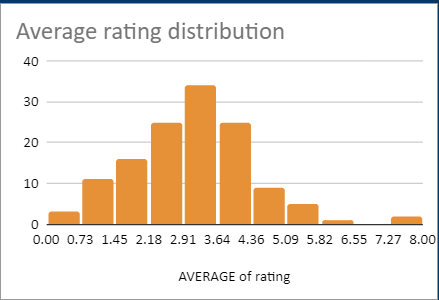 Average rating distribution
40
30
20
10
0
0.00 0.73 1.45 2.18 2.91 3.64 4.36 5.09 5.82 6.55 7.27 8.00
AVERAGE of rating